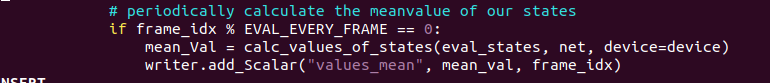 # periodically calculate the meanvalue of our states
if frame_idx % EVAL_EVERY_FRAME == 0:
mean_Val = calc_values_of_states(eval_states, net, device=device)
writer.add_Scalar("values_mean", mean_val, frame_idx)